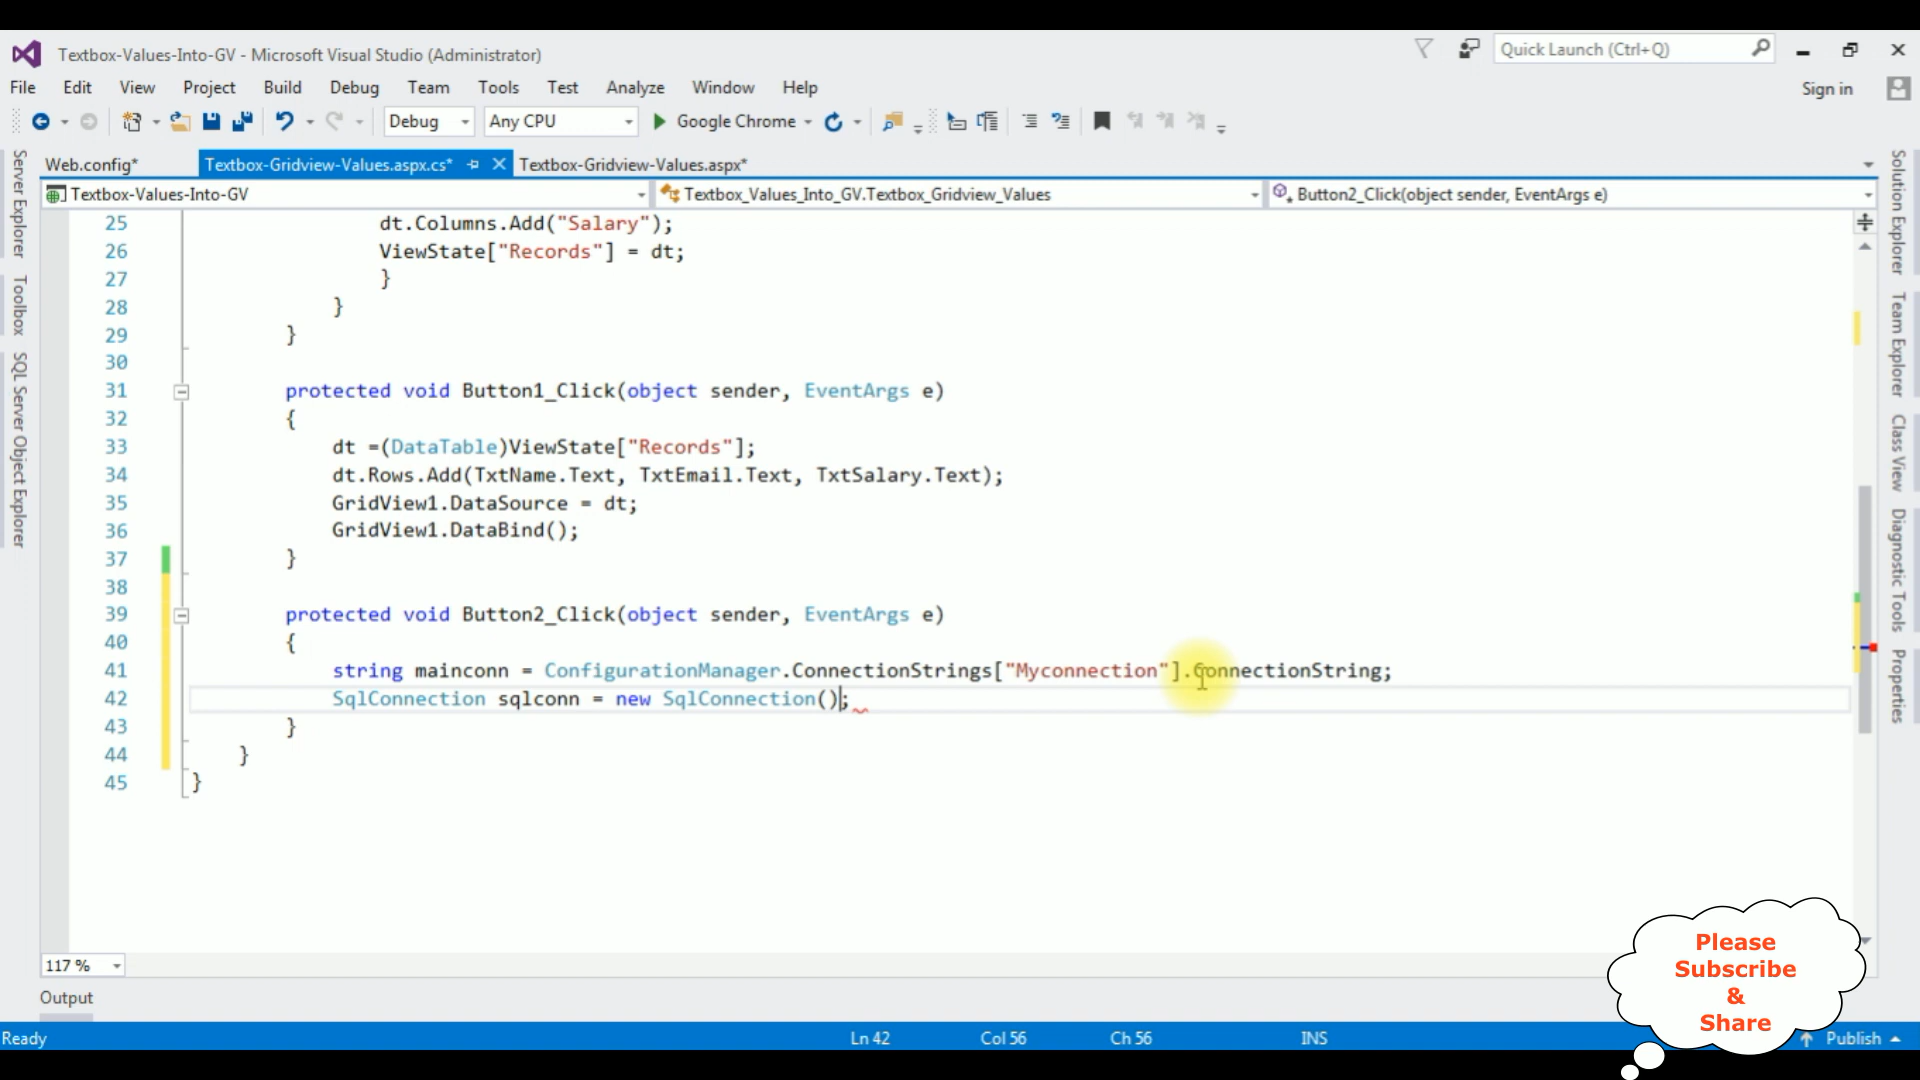 Textbox-Values-Into-GV - Microsoft Visual Studio (Administrator)
Quick Launch (Ctrl+Q)
File Edit View Project Build Debug Team Tools Test Analyze Window Help
Sign in
Debug Any CPU Google Chrome
Web.config* Textbox-Gridview-Values.aspx.cs* Textbox-Gridview-Values.aspx*
Textbox-Values-Into-GV Textbox_Values_Into_GV.Textbox_Gridview_Values Button2_Click(object sender, EventArgs e)
Server Explorer
Toolbox
SQL Server Object Explorer
25 dt.Columns.Add("Salary");
26 ViewState["Records"] = dt;
27 }
28 }
29 }
30
31 protected void Button1_Click(object sender, EventArgs e)
32 {
33 dt =(DataTable)ViewState["Records"];
34 dt.Rows.Add(TxtName.Text, TxtEmail.Text, TxtSalary.Text);
35 GridView1.DataSource = dt;
36 GridView1.DataBind();
37 }
38
39 protected void Button2_Click(object sender, EventArgs e)
40 {
41 string mainconn = ConfigurationManager.ConnectionStrings["Myconnection"].ConnectionString;
42 SqlConnection sqlconn = new SqlConnection();
43 }
44 }
45 }
Solution Explorer
Team Explorer
Class View
Diagnostic Tools
Properties
117 %
Output
Ready Ln 42 Col 56 Ch 56 INS Publish
Please
Subscribe
&
Share